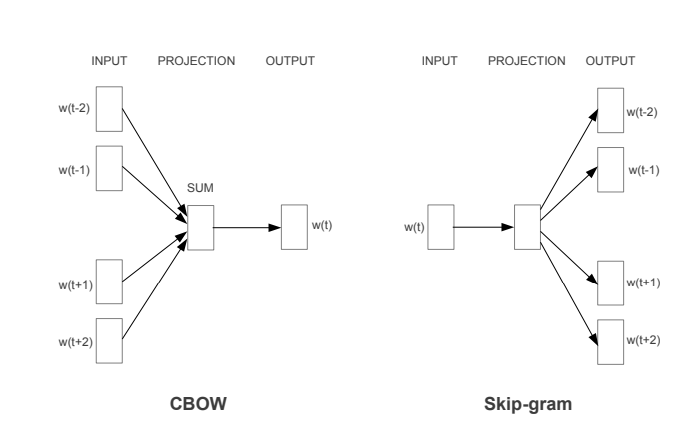 INPUT PROJECTION OUTPUT
w(t-2)
w(t-1)
SUM
w(t)
w(t+1)
w(t+2)
CBOW
INPUT PROJECTION OUTPUT
w(t-2)
w(t-1)
w(t)
w(t+1)
w(t+2)
Skip-gram